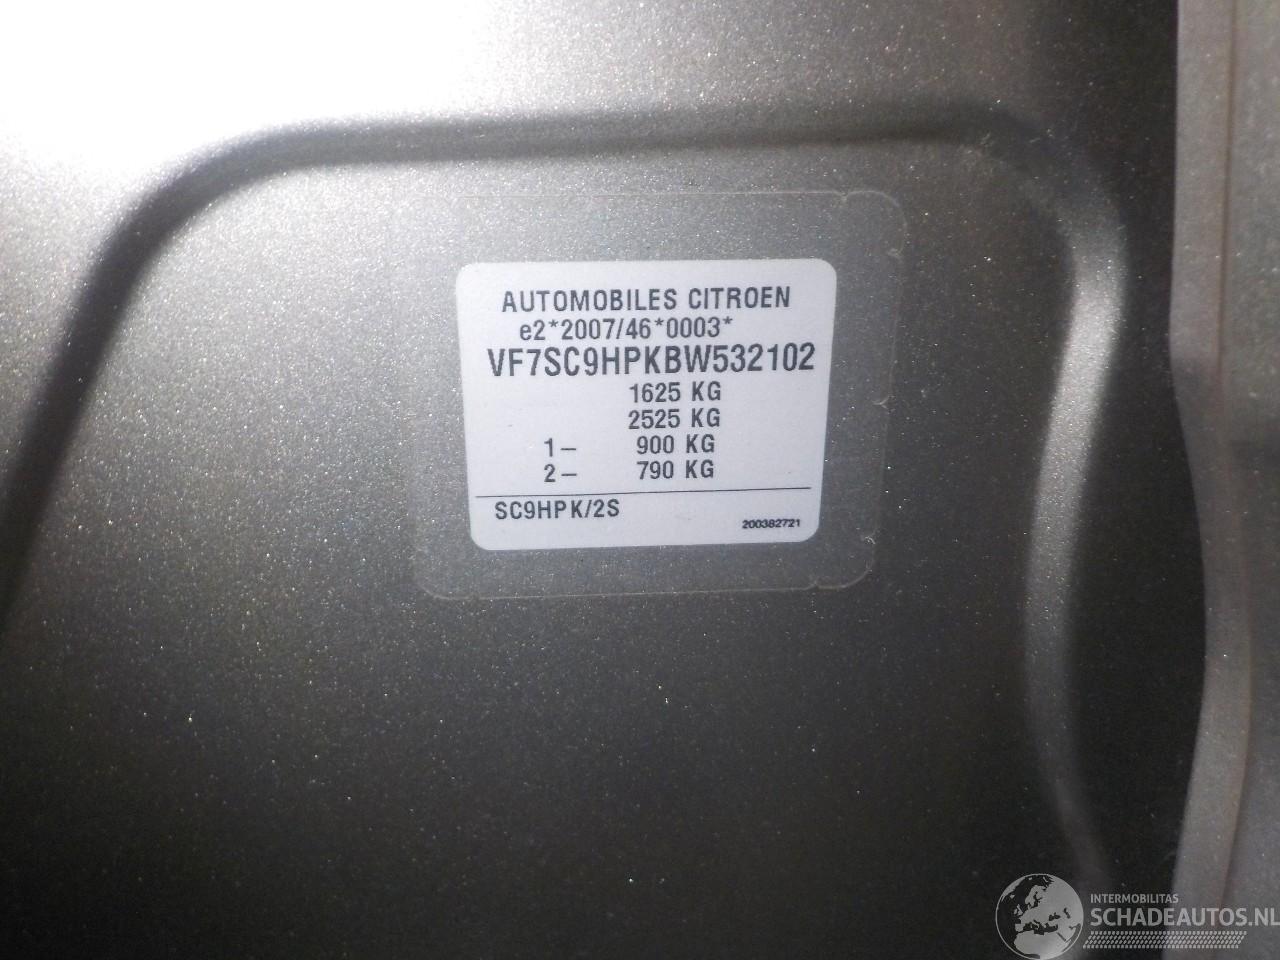 AUTOMOBILES CITROEN
e2*2007/46*0003*
VF7SC9HPKBW532102
1625 KG
2525 KG
1- 900 KG
2- 790 KG
SC9HPK/2S
200382721
INTERMOBILITAS
SCHADEAUTOS.NL